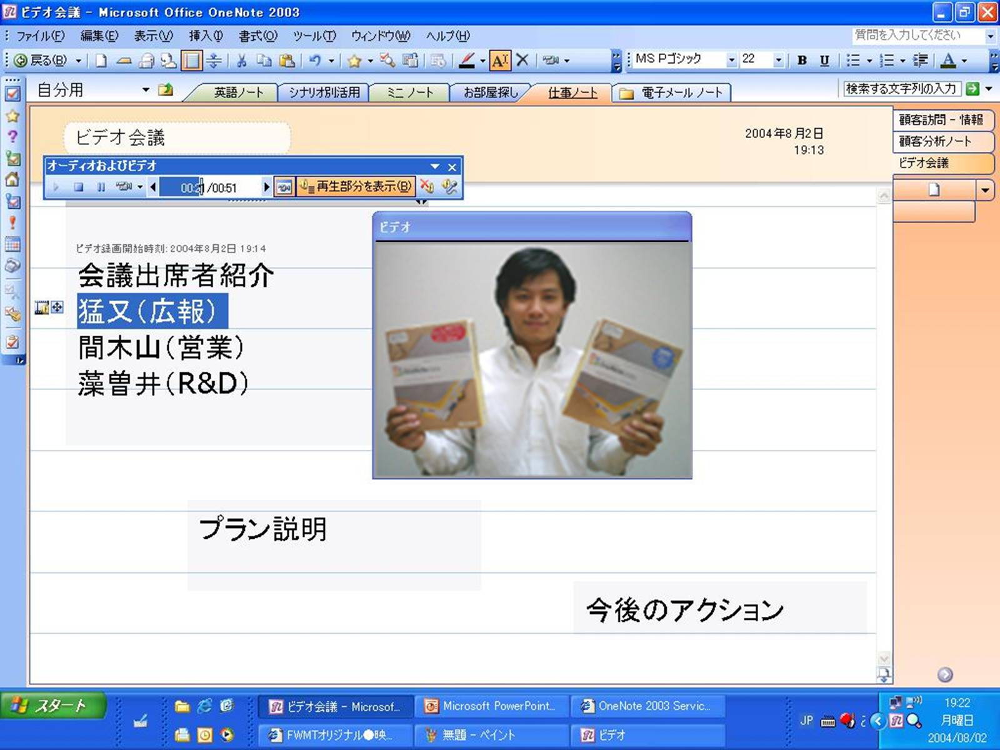 ビデオ会議 - Microsoft Office OneNote 2003
ファイル(F) 編集(E) 表示(V) 挿入(I) 書式(O) ツール(T) ウィンドウ(W) ヘルプ(H)
質問を入力してください
戻る(B)
A
MS Pゴシック 22 B U A
自分用
英語ノート シナリオ別活用 ミニ ノート お部屋探し 仕事ノート 電子メール ノート
検索する文字列の入力
ビデオ会議
2004年8月2日
19:13
顧客訪問 - 情報
顧客分析ノート
ビデオ会議
オーディオおよびビデオ
/00:51 再生部分を表示(B)
ビデオ
ビデオ録画開始時刻: 2004年8月2日 19:14
会議出席者紹介
猛又(広報)
間木山(営業)
藻曽井(R&D)
プラン説明
今後のアクション
スタート
ビデオ会議 - Microsof...
Microsoft PowerPoint...
OneNote 2003 Servic...
FWMTオリジナル●映...
無題 - ペイント
ビデオ
JP
19:22
月曜日
2004/08/02